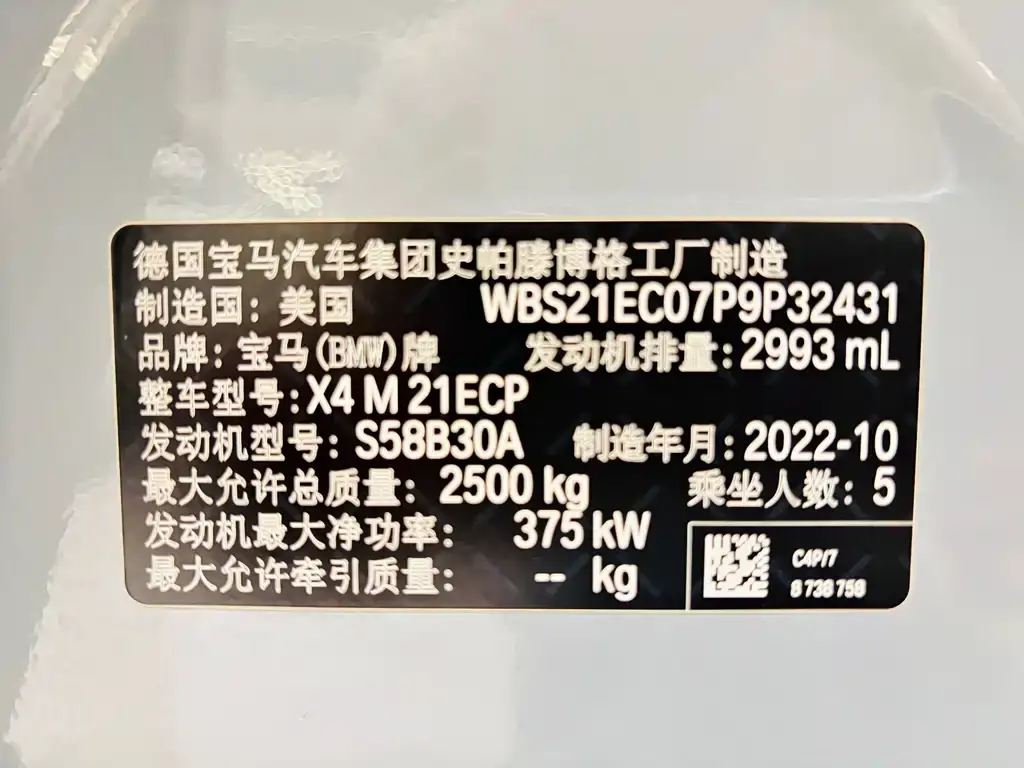 德国宝马汽车集团史帕滕博格工厂制造
制造国：美国 WBS21EC07P9P32431
品牌：宝马(BMW)牌 发动机排量：2993 mL
整车型号：X4 M 21ECP
发动机型号：S58B30A 制造年月：2022-10
最大允许总质量：2500 kg 乘坐人数：5
发动机最大净功率：375 kW
最大允许牵引质量：-- kg
C4P/7
8 738 758